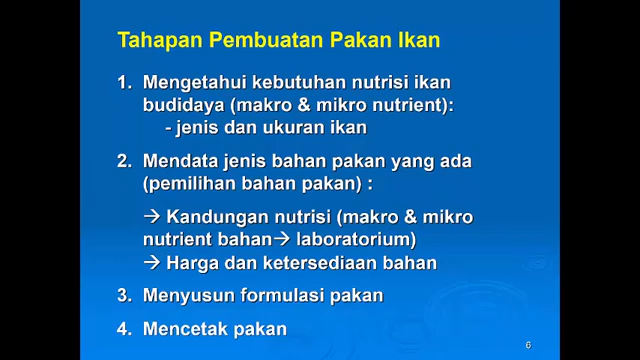 Tahapan Pembuatan Pakan Ikan
1. Mengetahui kebutuhan nutrisi ikan
budidaya (makro & mikro nutrient):
- jenis dan ukuran ikan
2. Mendata jenis bahan pakan yang ada
(pemilihan bahan pakan) :
→ Kandungan nutrisi (makro & mikro
nutrient bahan→ laboratorium)
→ Harga dan ketersediaan bahan
3. Menyusun formulasi pakan
4. Mencetak pakan
6